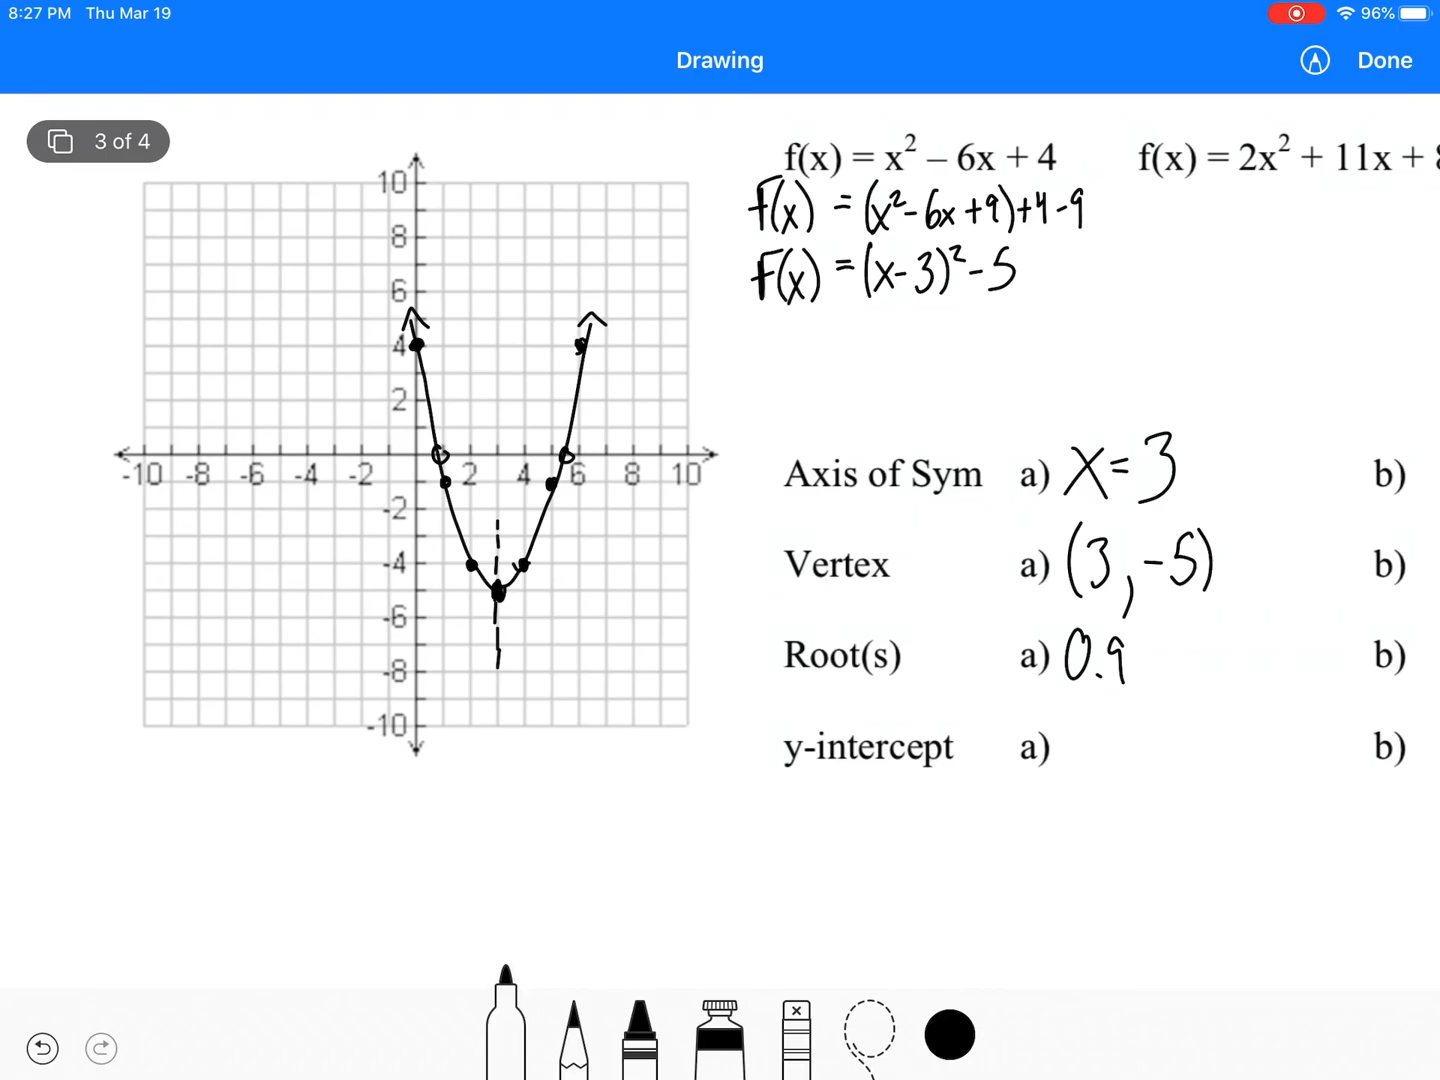 8:27 PM Thu Mar 19
96%
Drawing
Done
3 of 4
f(x) = x² – 6x + 4
f(x) = 2x² + 11x +
f(x) = (x²-6x+9)+4-9
f(x) = (x-3)²-5
10
8
6
4
2
-10 -8 -6 -4 -2 2 4 6 8 10
-2
-4
-6
-8
-10
Axis of Sym a) x=3 b)
Vertex a) (3,-5) b)
Root(s) a) 0.9 b)
y-intercept a) b)